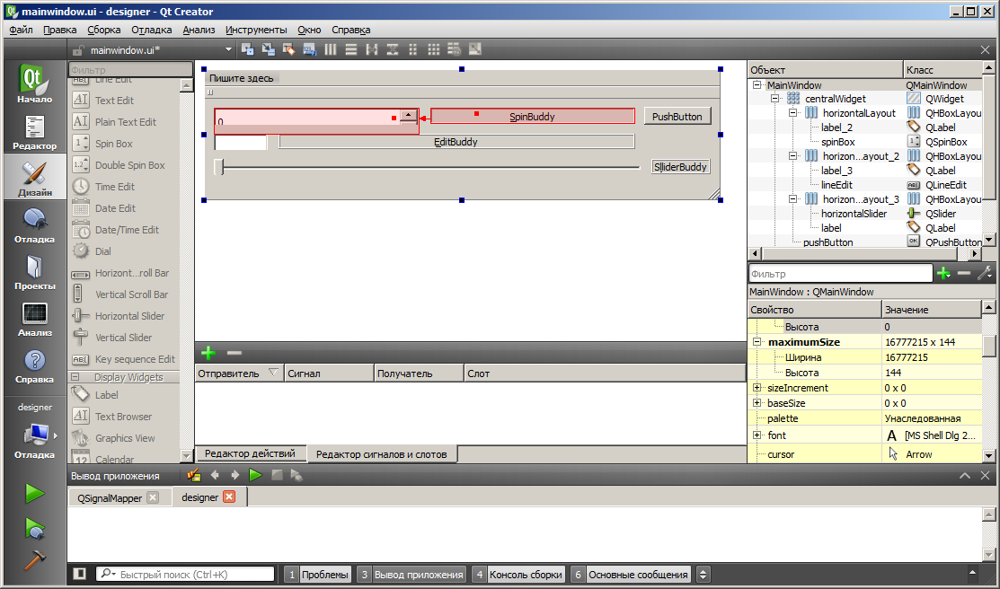 mainwindow.ui - designer - Qt Creator
Файл Правка Сборка Отладка Анализ Инструменты Окно Справка
mainwindow.ui*
Начало
Редактор
Дизайн
Отладка
Проекты
Анализ
Справка
designer
Отладка
Фильтр
Line Edit
Text Edit
Plain Text Edit
Spin Box
Double Spin Box
Time Edit
Date Edit
Date/Time Edit
Dial
Horizont...roll Bar
Vertical Scroll Bar
Horizontal Slider
Vertical Slider
Key sequence Edit
Display Widgets
Label
Text Browser
Graphics View
Calendar
Пишите здесь
0 SpinBuddy PushButton
EditBuddy
SlliderBuddy
Отправитель Сигнал Получатель Слот
Редактор действий Редактор сигналов и слотов
Объект Класс
MainWindow QMainWindow
centralWidget QWidget
horizontalLayout QHBoxLayou
label_2 QLabel
spinBox QSpinBox
horizon...ayout_2 QHBoxLayou
label_3 QLabel
lineEdit QLineEdit
horizon...ayout_3 QHBoxLayou
horizontalSlider QSlider
label QLabel
pushButton QPushButton
Фильтр
MainWindow : QMainWindow
Свойство Значение
Высота 0
maximumSize 16777215 x 144
Ширина 16777215
Высота 144
sizeIncrement 0 x 0
baseSize 0 x 0
palette Унаследованная
font A [MS Shell Dlg 2...
cursor Arrow
Вывод приложения
QSignalMapper designer
Быстрый поиск (Ctrl+K) 1 Проблемы 3 Вывод приложения 4 Консоль сборки 6 Основные сообщения